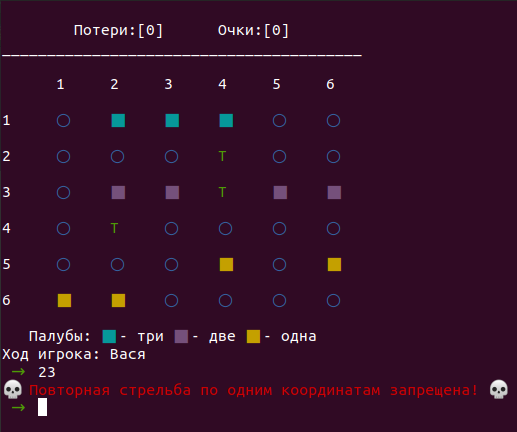 Потери:[0] Очки:[0]
1 2 3 4 5 6
1 ○ ■ ■ ■ ○ ○
2 ○ ○ ○ T ○ ○
3 ○ ■ ■ T ■ ■
4 ○ T ○ ○ ○ ○
5 ○ ○ ○ ■ ○ ■
6 ■ ■ ○ ○ ○ ○
Палубы: ■- три ■- две ■- одна
Ход игрока: Вася
→ 23
💀 Повторная стрельба по одним координатам запрещена! 💀
→